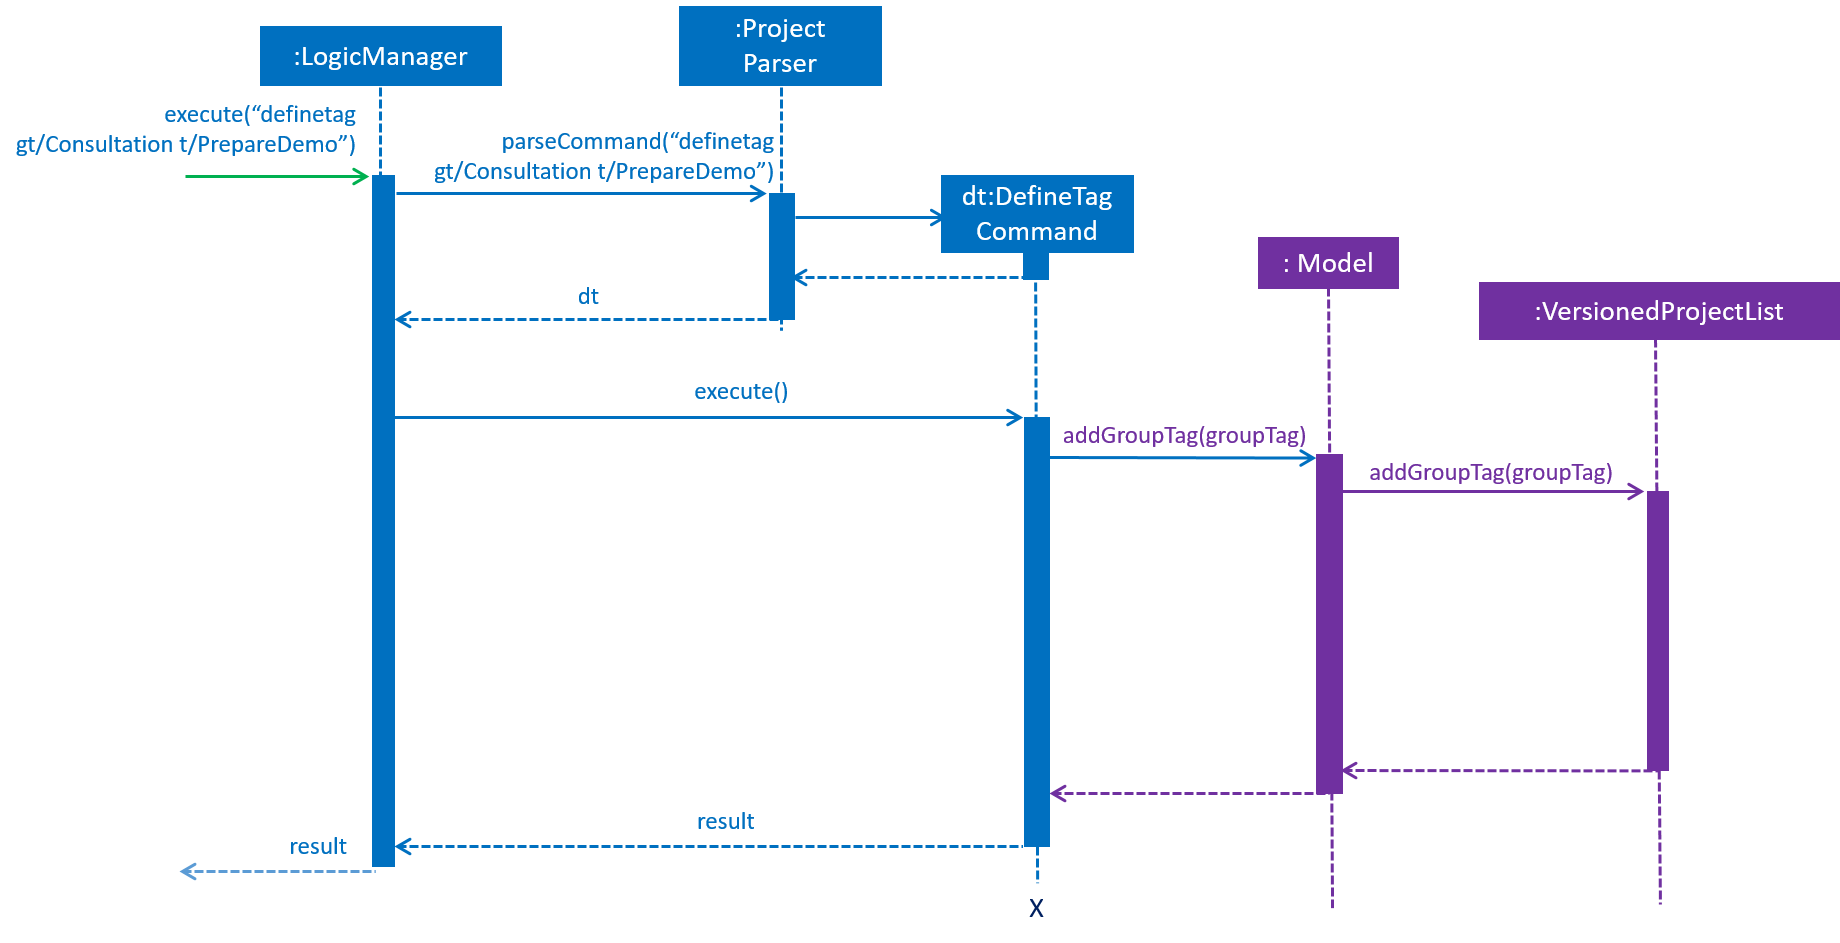 :Project
Parser
:LogicManager
execute(“definetag
gt/Consultation t/PrepareDemo”)
parseCommand(“definetag
gt/Consultation t/PrepareDemo”)
dt:DefineTag
Command
: Model
:VersionedProjectList
dt
execute()
addGroupTag(groupTag)
addGroupTag(groupTag)
result
result
X